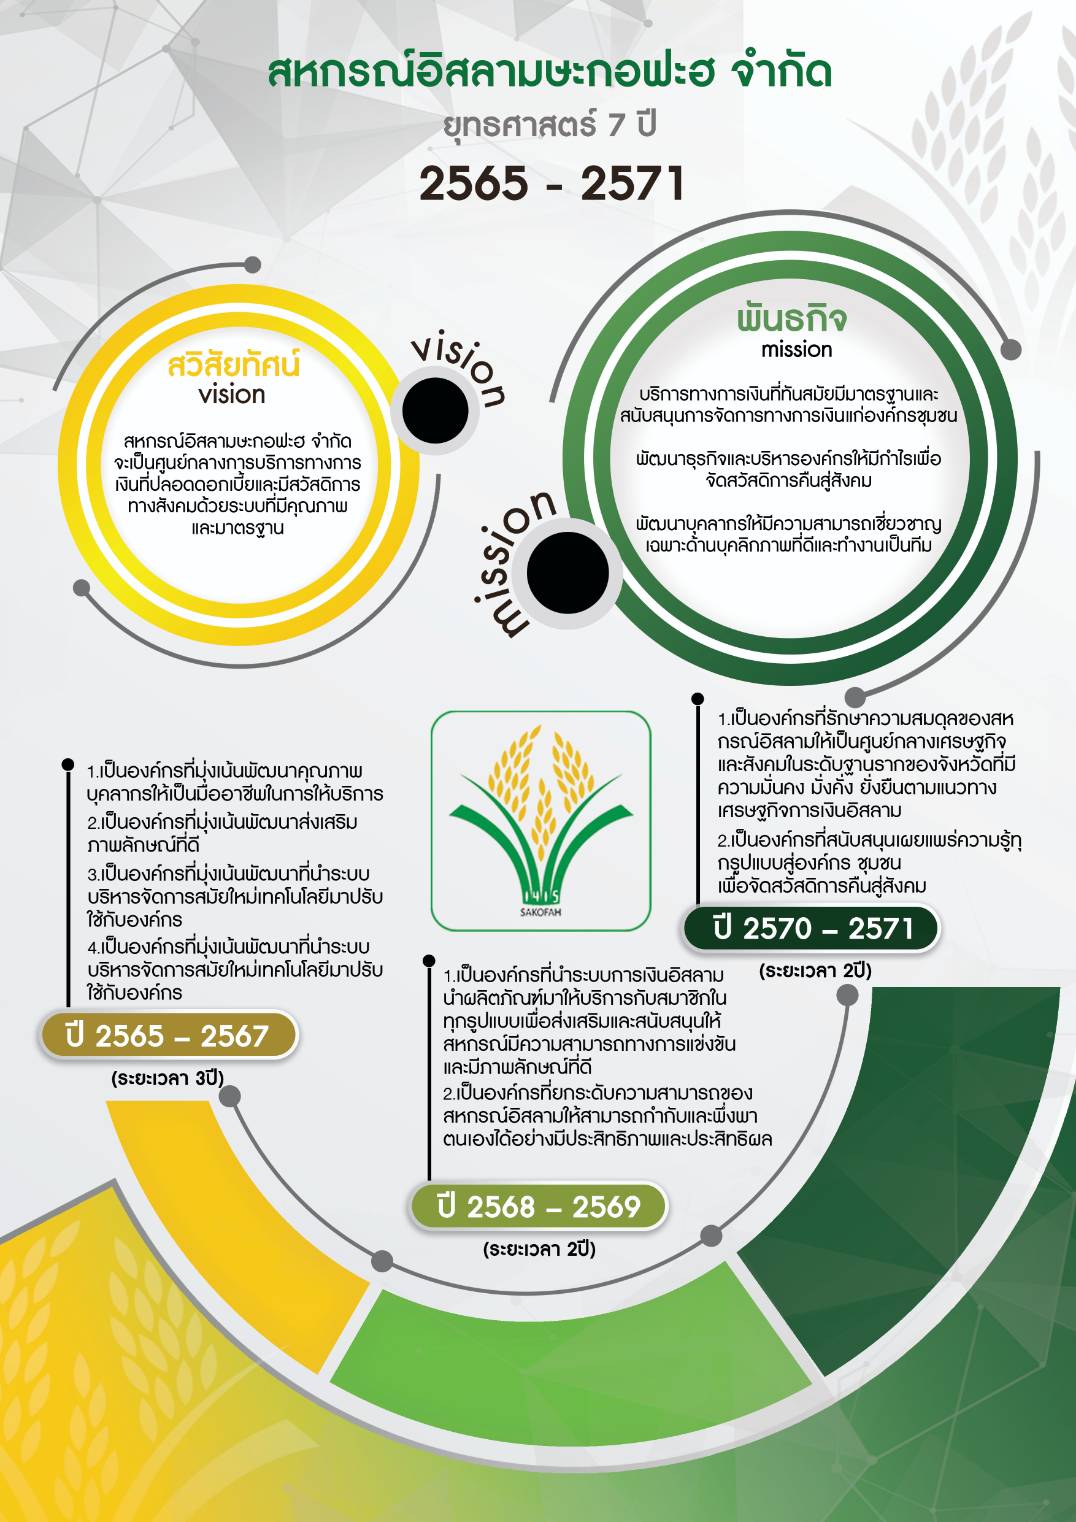 สหกรณ์อิสลามษะกอฟะฮ จำกัด
ยุทธศาสตร์ 7 ปี
2565 - 2571
สวิสัยทัศน์
vision
สหกรณ์อิสลามษะกอฟะฮ จำกัด
จะเป็นศูนย์กลางการบริการทางการ
เงินที่ปลอดดอกเบี้ยและมีสวัสดิการ
ทางสังคมด้วยระบบที่มีคุณภาพ
และมาตรฐาน
vision
พันธกิจ
mission
บริการทางการเงินที่ทันสมัยมีมาตรฐานและ
สนับสนุนการจัดการทางการเงินแก่องค์กรชุมชน
พัฒนาธุรกิจและบริหารองค์กรให้มีกำไรเพื่อ
จัดสวัสดิการคืนสู่สังคม
พัฒนาบุคลากรให้มีความสามารถเชี่ยวชาญ
เฉพาะด้านบุคลิกภาพที่ดีและทำงานเป็นทีม
mission
1.เป็นองค์กรที่มุ่งเน้นพัฒนาคุณภาพ
บุคลากรให้เป็นมืออาชีพในการให้บริการ
2.เป็นองค์กรที่มุ่งเน้นพัฒนาส่งเสริม
ภาพลักษณ์ที่ดี
3.เป็นองค์กรที่มุ่งเน้นพัฒนาที่นำระบบ
บริหารจัดการสมัยใหม่เทคโนโลยีมาปรับ
ใช้กับองค์กร
4.เป็นองค์กรที่มุ่งเน้นพัฒนาที่นำระบบ
บริหารจัดการสมัยใหม่เทคโนโลยีมาปรับ
ใช้กับองค์กร
ปี 2565 – 2567
(ระยะเวลา 3ปี)
1415
SAKOFAH
1.เป็นองค์กรที่นำระบบการเงินอิสลาม
นำผลิตภัณฑ์มาให้บริการกับสมาชิกใน
ทุกรูปแบบเพื่อส่งเสริมและสนับสนุนให้
สหกรณ์มีความสามารถทางการแข่งขัน
และมีภาพลักษณ์ที่ดี
2.เป็นองค์กรที่ยกระดับความสามารถของ
สหกรณ์อิสลามให้สามารถกำกับและพึ่งพา
ตนเองได้อย่างมีประสิทธิภาพและประสิทธิผล
ปี 2568 – 2569
(ระยะเวลา 2ปี)
1.เป็นองค์กรที่รักษาความสมดุลของสห
กรณ์อิสลามให้เป็นศูนย์กลางเศรษฐกิจ
และสังคมในระดับฐานรากของจังหวัดที่มี
ความมั่นคง มั่งคั่ง ยั่งยืนตามแนวทาง
เศรษฐกิจการเงินอิสลาม
2.เป็นองค์กรที่สนับสนุนเผยแพร่ความรู้ทุ
กรูปแบบสู่องค์กร ชุมชน
เพื่อจัดสวัสดิการคืนสู่สังคม
ปี 2570 – 2571
(ระยะเวลา 2ปี)